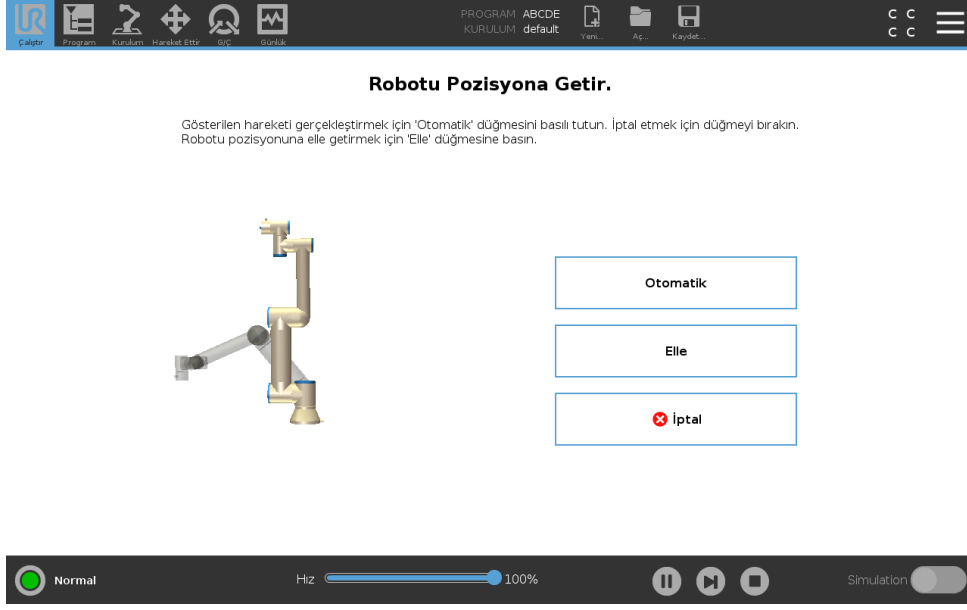 UR
PROGRAM ABCDE
C C
Çalıştır Program Kurulum Hareket Ettir G/Ç Günlük
KURULUM default
Yeni... Aç... Kaydet...
C C
Robotu Pozisyona Getir.
Gösterilen hareketi gerçekleştirmek için 'Otomatik' düğmesini basılı tutun. İptal etmek için düğmeyi bırakın.
Robotu pozisyonuna elle getirmek için 'Elle' düğmesine basın.
Otomatik
Elle
İptal
Normal
Hız
100%
Simulation